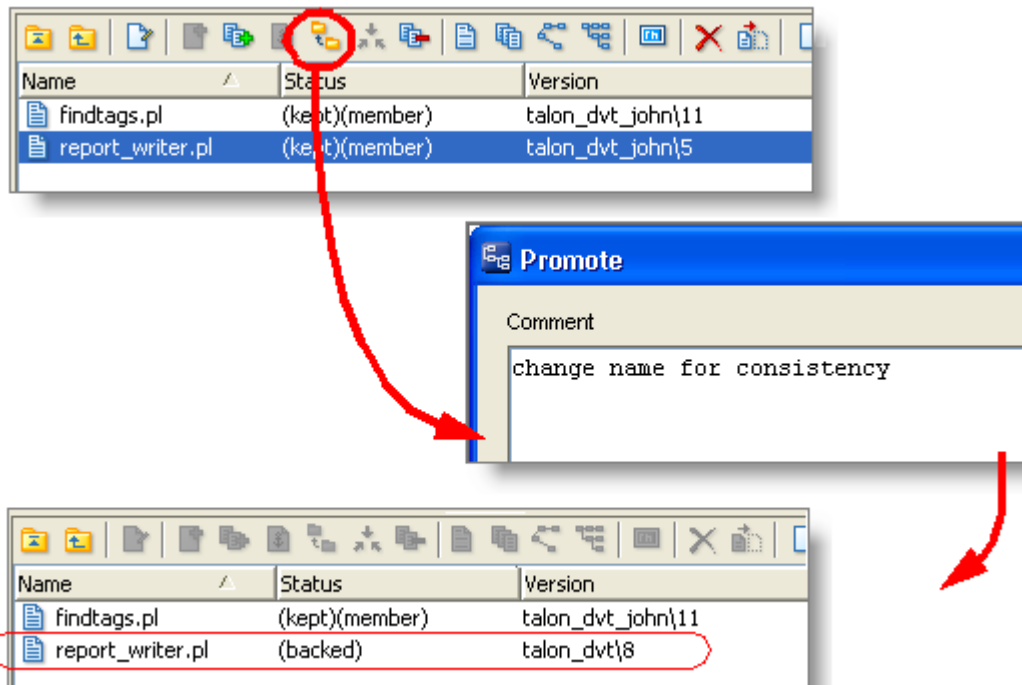 Name Status Version
findtags.pl (kept)(member) talon_dvt_john\11
report_writer.pl (kept)(member) talon_dvt_john\5
Promote
Comment
change name for consistency
Name Status Version
findtags.pl (kept)(member) talon_dvt_john\11
report_writer.pl (backed) talon_dvt\8